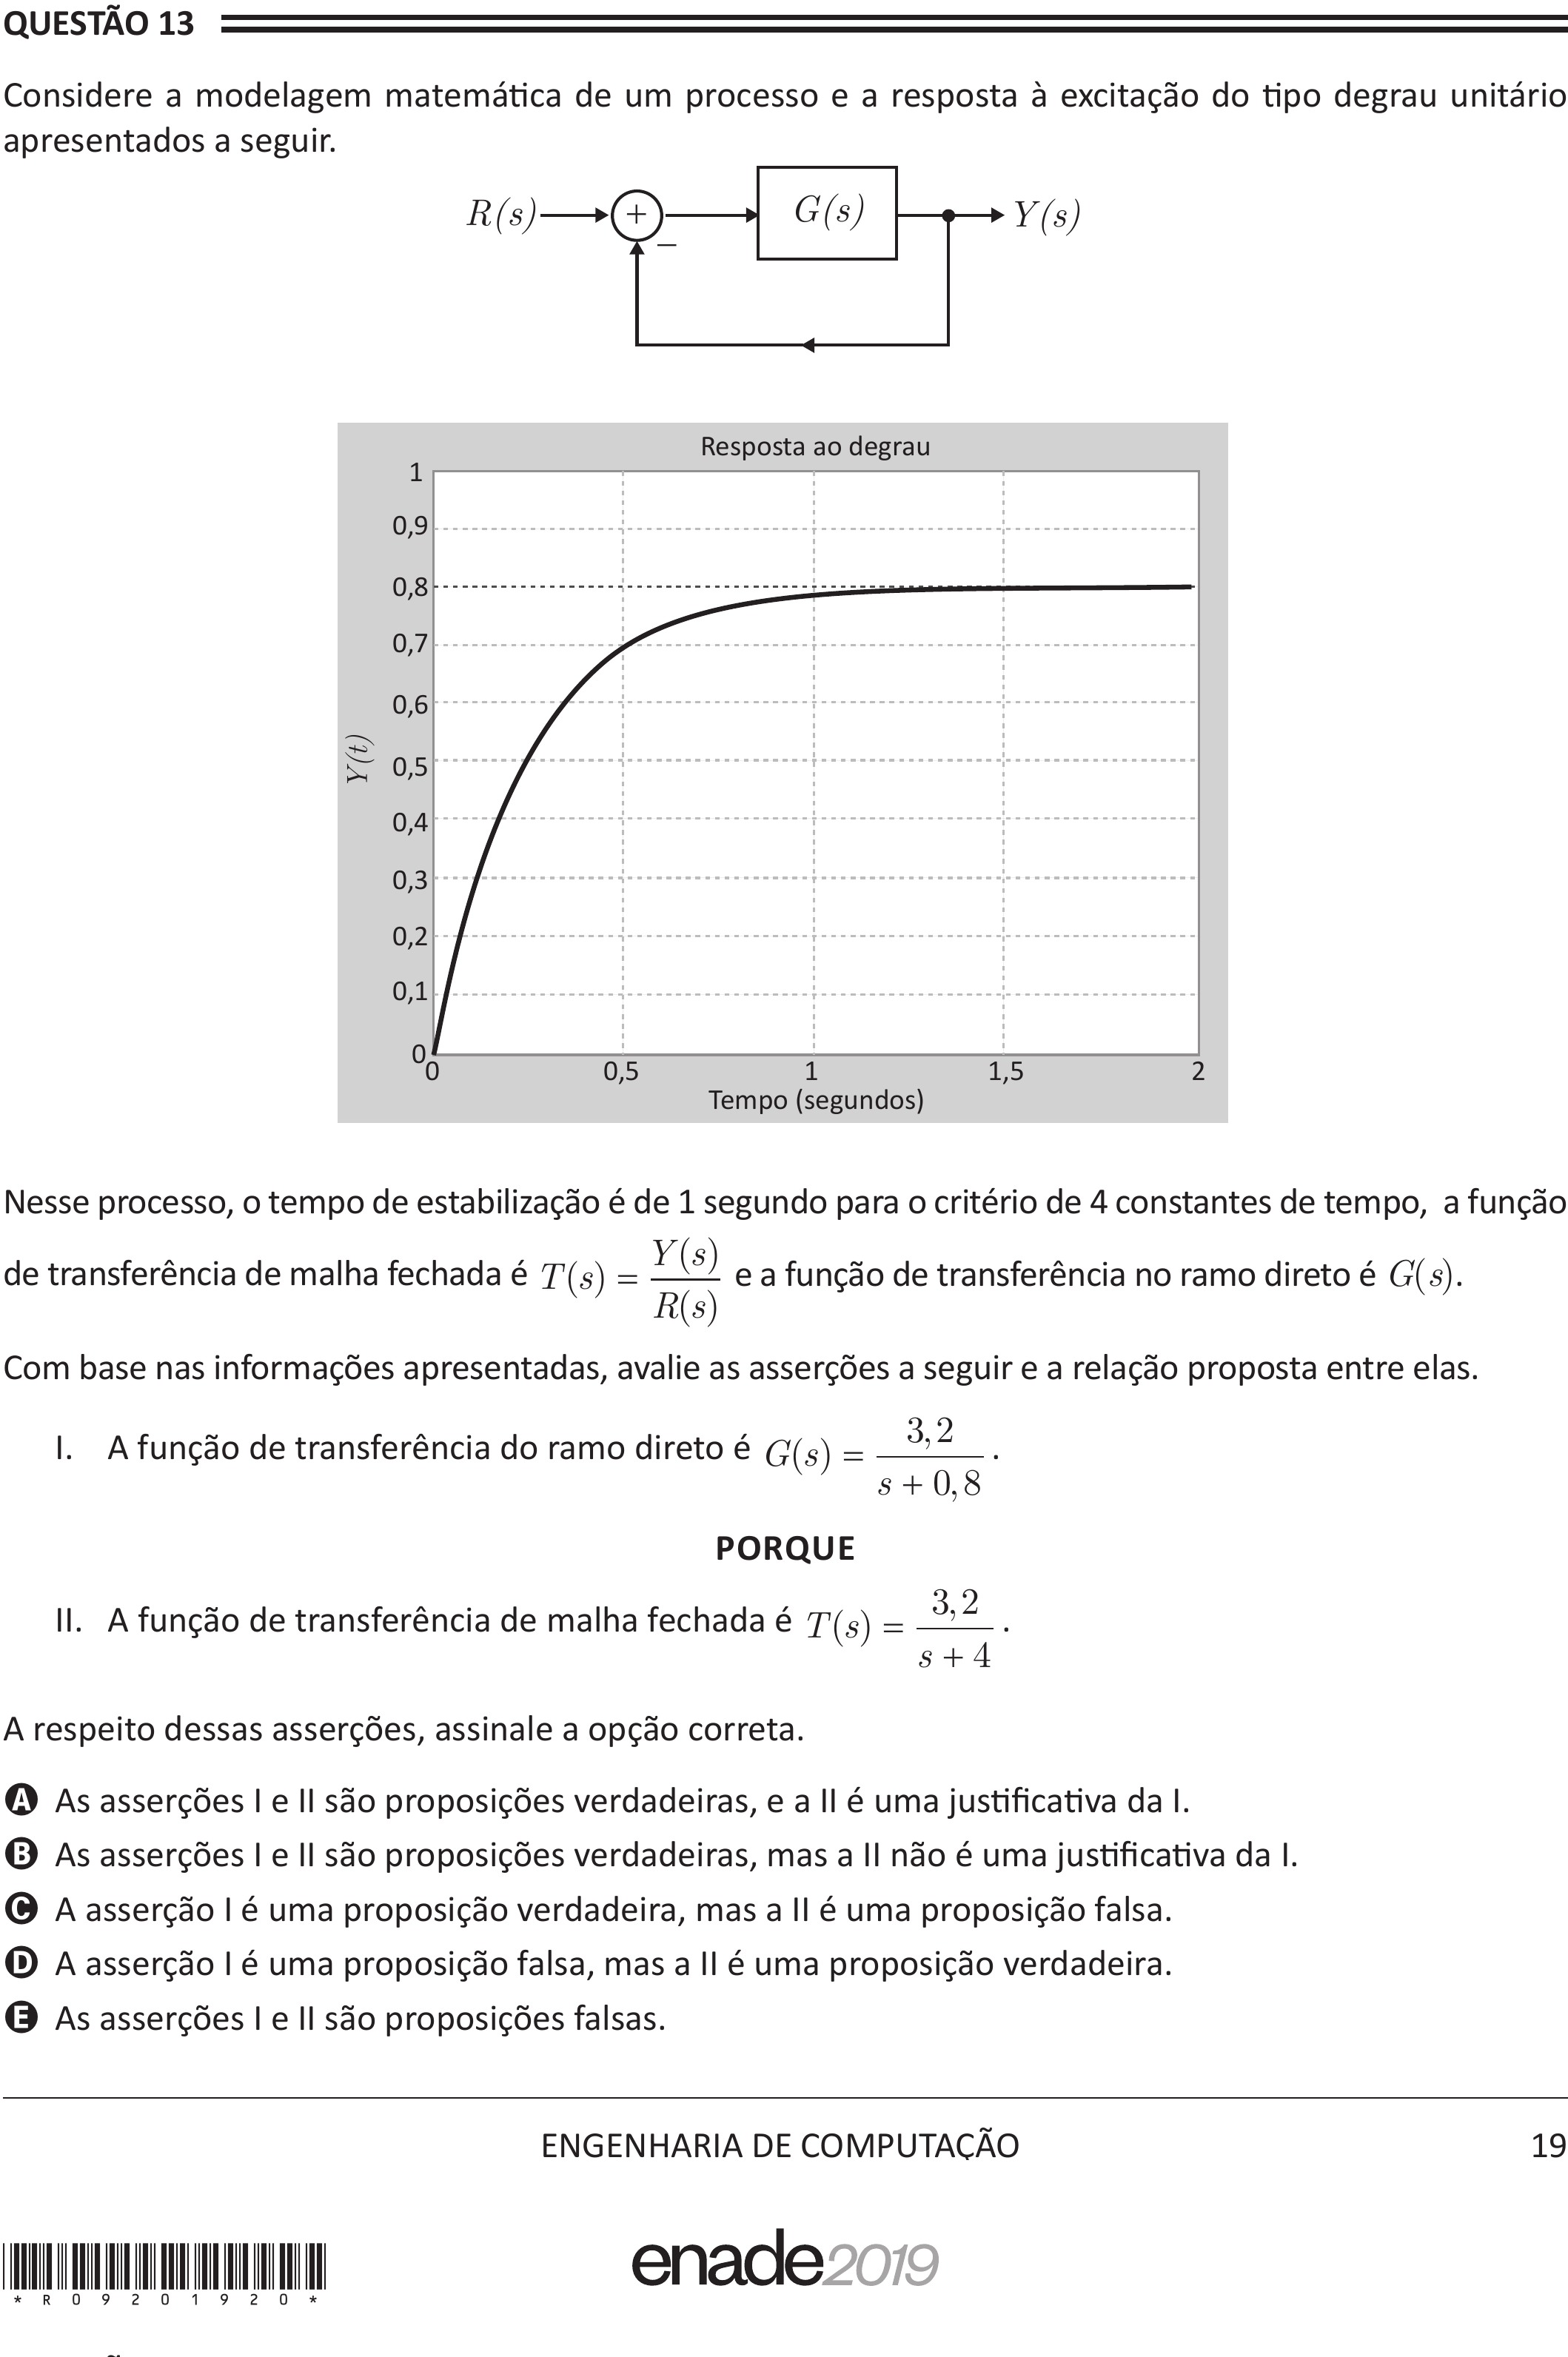 QUESTÃO 13
Considere a modelagem matemática de um processo e a resposta à excitação do tipo degrau unitário
apresentados a seguir.
R(s) + G(s) Y(s)
−
Resposta ao degrau
1
0,9
0,8
0,7
0,6
0,5
0,4
0,3
0,2
0,1
0
Y(t)
0 0,5 1 1,5 2
Tempo (segundos)
Nesse processo, o tempo de estabilização é de 1 segundo para o critério de 4 constantes de tempo, a função
de transferência de malha fechada é T(s) = Y(s)/R(s) e a função de transferência no ramo direto é G(s).
Com base nas informações apresentadas, avalie as asserções a seguir e a relação proposta entre elas.
I. A função de transferência do ramo direto é G(s) = 3,2/(s + 0,8) .
PORQUE
II. A função de transferência de malha fechada é T(s) = 3,2/(s + 4) .
A respeito dessas asserções, assinale a opção correta.
A As asserções I e II são proposições verdadeiras, e a II é uma justificativa da I.
B As asserções I e II são proposições verdadeiras, mas a II não é uma justificativa da I.
C A asserção I é uma proposição verdadeira, mas a II é uma proposição falsa.
D A asserção I é uma proposição falsa, mas a II é uma proposição verdadeira.
E As asserções I e II são proposições falsas.
ENGENHARIA DE COMPUTAÇÃO 19
enade2019
* R 0 9 2 0 1 9 2 0 *